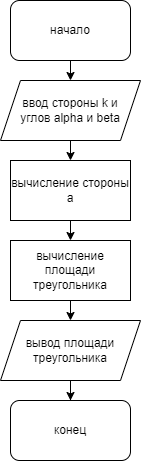 начало
ввод стороны k и
углов alpha и beta
вычисление стороны
a
вычисление
площади
треугольника
вывод площади
треугольника
конец